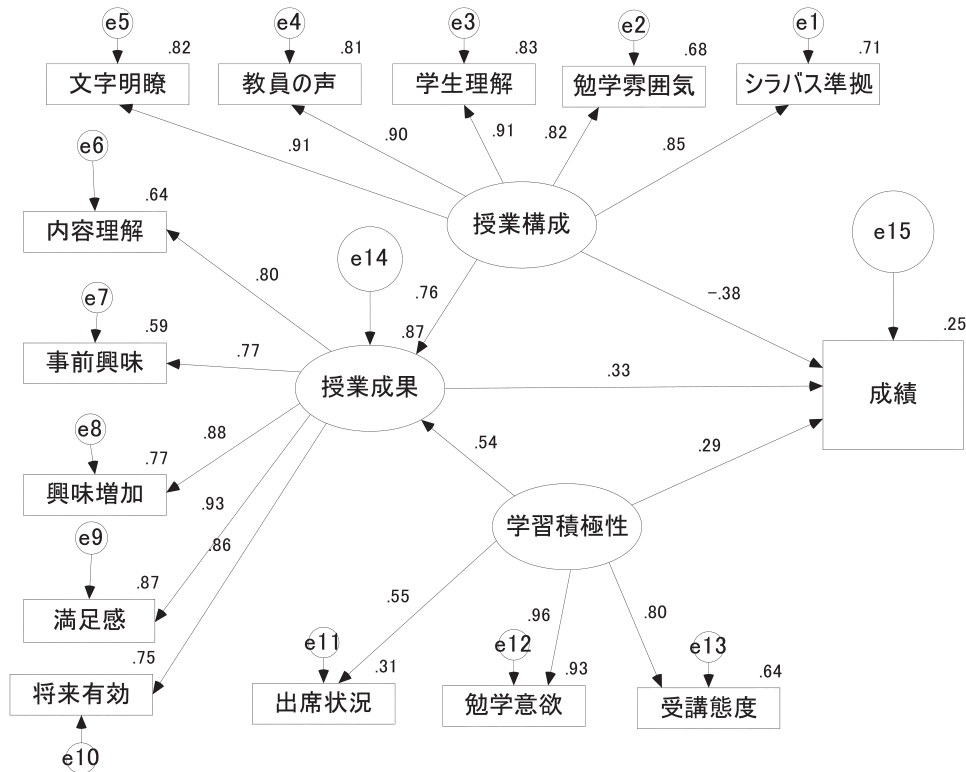 e5
e4
e3
e2
e1
.82
.81
.83
.68
.71
文字明瞭
教員の声
学生理解
勉学雰囲気
シラバス準拠
.91
.90
.91
.82
.85
e6
.64
内容理解
授業構成
e14
e15
.80
.76
-.38
e7
.59
事前興味
.77
.87
授業成果
.33
.25
成績
e8
.77
興味増加
.88
.54
.29
学習積極性
e9
.87
満足感
.93
.86
.75
将来有効
e10
.55
.96
.80
e11
e12
e13
.31
.93
.64
出席状況
勉学意欲
受講態度